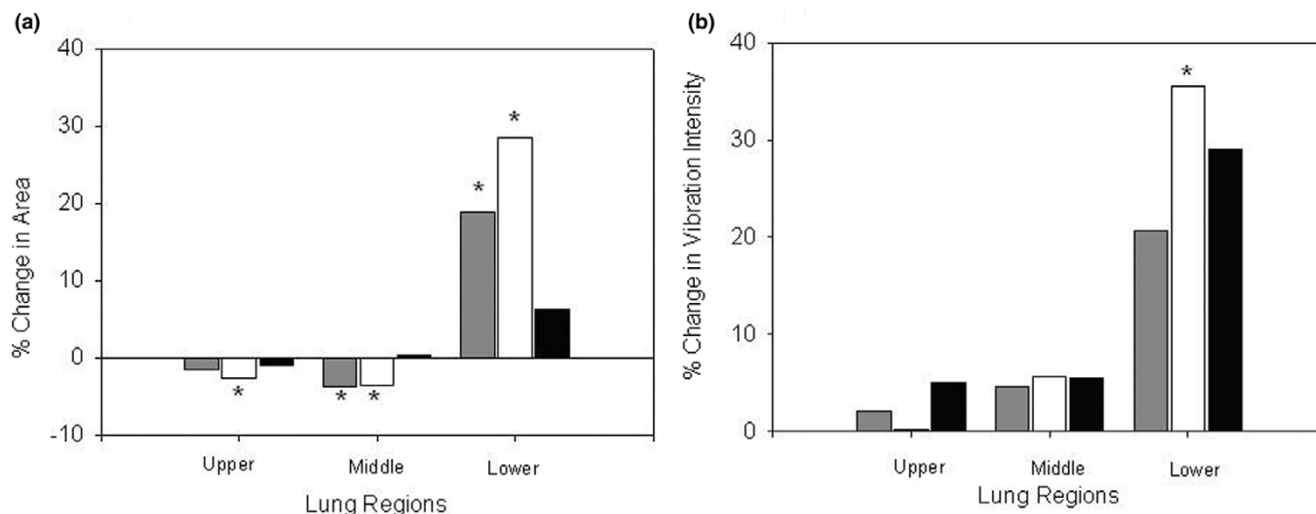 (a)
40
30
20
10
0
-10
% Change in Area
*
*
*
*
*
Upper
Middle
Lower
Lung Regions
(b)
40
30
20
10
0
% Change in Vibration Intensity
*
Upper
Middle
Lower
Lung Regions